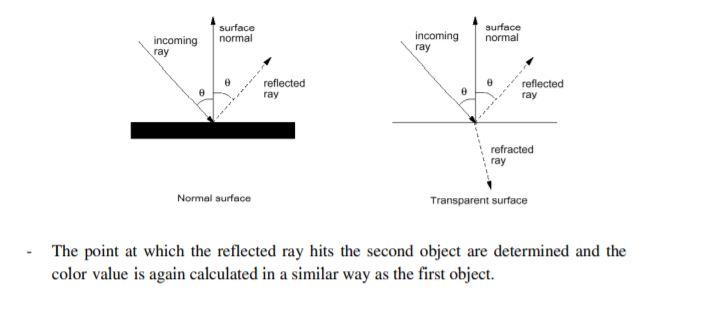 incoming
ray
surface
normal
θ
θ
reflected
ray
Normal surface
incoming
ray
surface
normal
θ
θ
reflected
ray
refracted
ray
Transparent surface
- The point at which the reflected ray hits the second object are determined and the
color value is again calculated in a similar way as the first object.